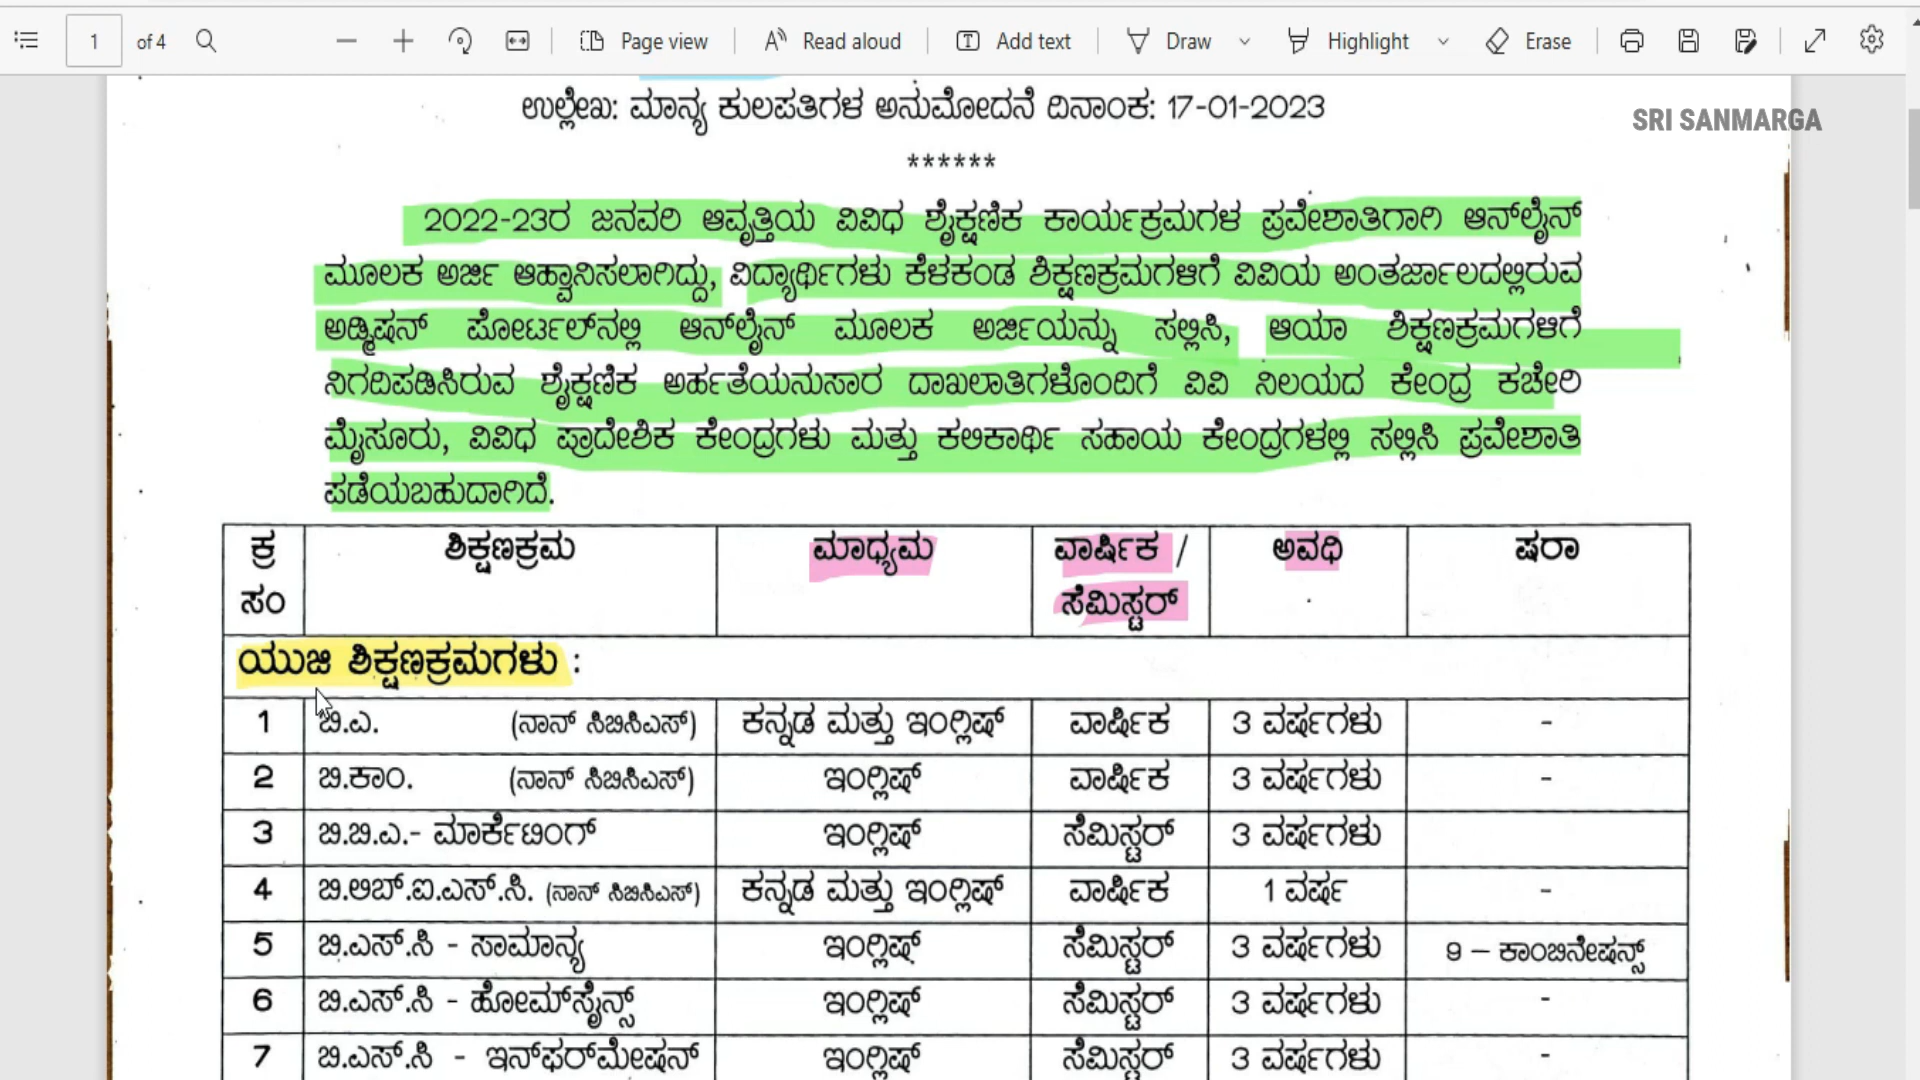 1 of 4 Page view Read aloud Add text Draw Highlight Erase
ಉಲ್ಲೇಖ: ಮಾನ್ಯ ಕುಲಪತಿಗಳ ಅನುಮೋದನೆ ದಿನಾಂಕ: 17-01-2023
SRI SANMARGA
******
2022-23ರ ಜನವರಿ ಆವೃತ್ತಿಯ ವಿವಿಧ ಶೈಕ್ಷಣಿಕ ಕಾರ್ಯಕ್ರಮಗಳ ಪ್ರವೇಶಾತಿಗಾಗಿ ಆನ್‌ಲೈನ್
ಮೂಲಕ ಅರ್ಜಿ ಆಹ್ವಾನಿಸಲಾಗಿದ್ದು, ವಿದ್ಯಾರ್ಥಿಗಳು ಕೆಳಕಂಡ ಶಿಕ್ಷಣಕ್ರಮಗಳಿಗೆ ವಿವಿಯ ಅಂತರ್ಜಾಲದಲ್ಲಿರುವ
ಅಡ್ಮಿಷನ್ ಪೋರ್ಟಲ್‌ನಲ್ಲಿ ಆನ್‌ಲೈನ್ ಮೂಲಕ ಅರ್ಜಿಯನ್ನು ಸಲ್ಲಿಸಿ, ಆಯಾ ಶಿಕ್ಷಣಕ್ರಮಗಳಿಗೆ
ನಿಗದಿಪಡಿಸಿರುವ ಶೈಕ್ಷಣಿಕ ಅರ್ಹತೆಯನುಸಾರ ದಾಖಲಾತಿಗಳೊಂದಿಗೆ ವಿವಿ ನಿಲಯದ ಕೇಂದ್ರ ಕಚೇರಿ
ಮೈಸೂರು, ವಿವಿಧ ಪ್ರಾದೇಶಿಕ ಕೇಂದ್ರಗಳು ಮತ್ತು ಕಲಿಕಾರ್ಥಿ ಸಹಾಯ ಕೇಂದ್ರಗಳಲ್ಲಿ ಸಲ್ಲಿಸಿ ಪ್ರವೇಶಾತಿ
ಪಡೆಯಬಹುದಾಗಿದೆ.
ಕ್ರ ಶಿಕ್ಷಣಕ್ರಮ ಮಾಧ್ಯಮ ವಾರ್ಷಿಕ / ಅವಧಿ ಷರಾ
ಸಂ ಸೆಮಿಸ್ಟರ್
ಯುಜಿ ಶಿಕ್ಷಣಕ್ರಮಗಳು :
1 ಬಿ.ಎ. (ನಾನ್ ಸಿಬಿಸಿಎಸ್) ಕನ್ನಡ ಮತ್ತು ಇಂಗ್ಲಿಷ್ ವಾರ್ಷಿಕ 3 ವರ್ಷಗಳು -
2 ಬಿ.ಕಾಂ. (ನಾನ್ ಸಿಬಿಸಿಎಸ್) ಇಂಗ್ಲಿಷ್ ವಾರ್ಷಿಕ 3 ವರ್ಷಗಳು -
3 ಬಿ.ಬಿ.ಎ.- ಮಾರ್ಕೆಟಿಂಗ್ ಇಂಗ್ಲಿಷ್ ಸೆಮಿಸ್ಟರ್ 3 ವರ್ಷಗಳು
4 ಬಿ.ಲಿಬ್.ಐ.ಎಸ್.ಸಿ. (ನಾನ್ ಸಿಬಿಸಿಎಸ್) ಕನ್ನಡ ಮತ್ತು ಇಂಗ್ಲಿಷ್ ವಾರ್ಷಿಕ 1 ವರ್ಷ -
5 ಬಿ.ಎಸ್.ಸಿ - ಸಾಮಾನ್ಯ ಇಂಗ್ಲಿಷ್ ಸೆಮಿಸ್ಟರ್ 3 ವರ್ಷಗಳು 9 – ಕಾಂಬಿನೇಷನ್ಸ್
6 ಬಿ.ಎಸ್.ಸಿ - ಹೋಮ್‌ಸೈನ್ಸ್ ಇಂಗ್ಲಿಷ್ ಸೆಮಿಸ್ಟರ್ 3 ವರ್ಷಗಳು -
7 ಬಿ.ಎಸ್.ಸಿ - ಇನ್‌ಫರ್‌ಮೇಷನ್ ಇಂಗ್ಲಿಷ್ ಸೆಮಿಸ್ಟರ್ 3 ವರ್ಷಗಳು -